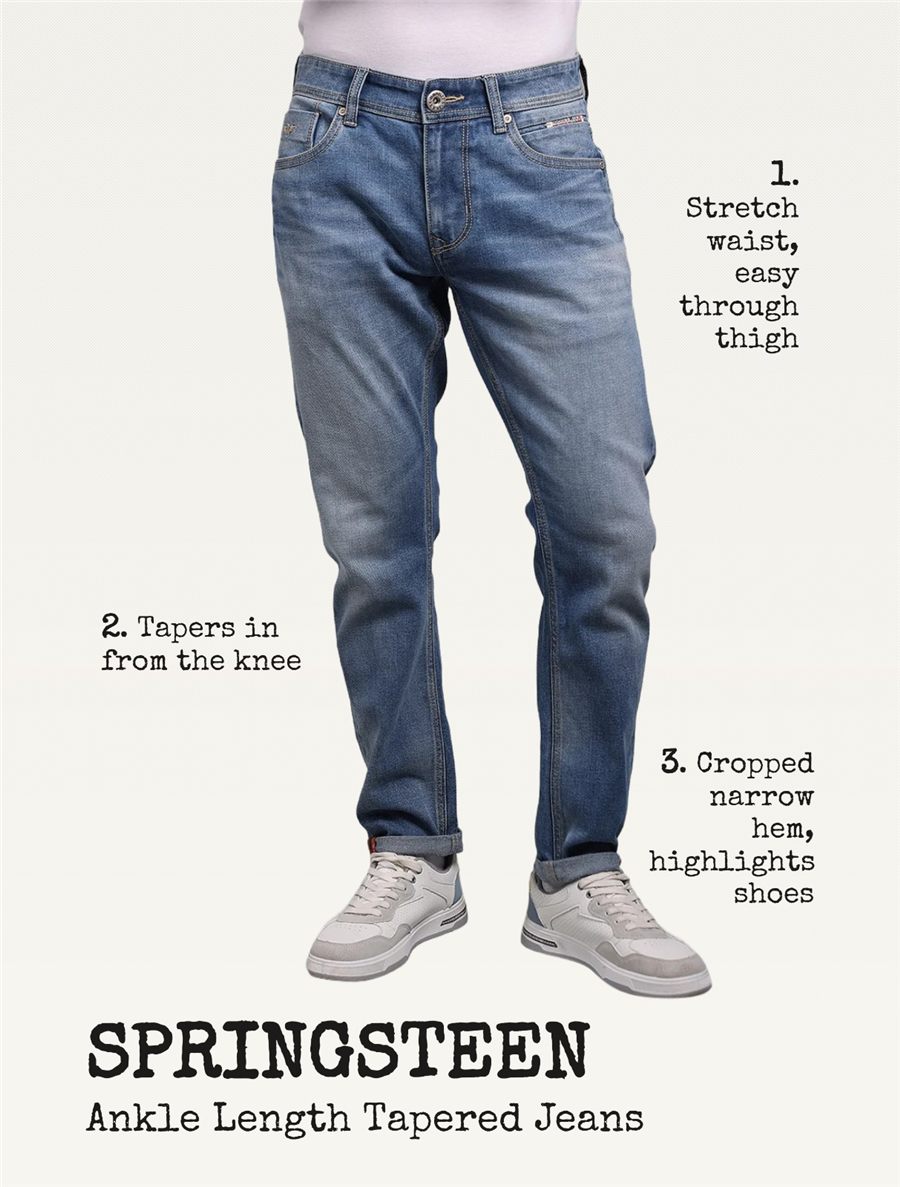 1.
Stretch
waist,
easy
through
thigh
2. Tapers in
from the knee
3. Cropped
narrow
hem,
highlights
shoes
SPRINGSTEEN
Ankle Length Tapered Jeans